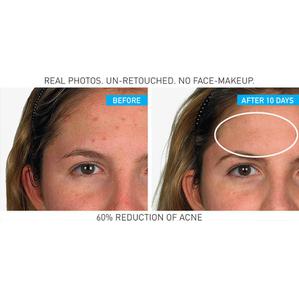 REAL PHOTOS. UN-RETOUCHED. NO FACE-MAKEUP.
BEFORE
AFTER 10 DAYS
60% REDUCTION OF ACNE